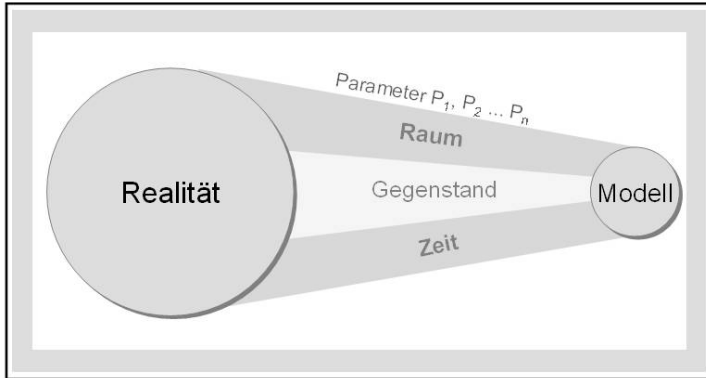 Parameter P1, P2 ... Pn
Raum
Realität
Gegenstand
Modell
Zeit